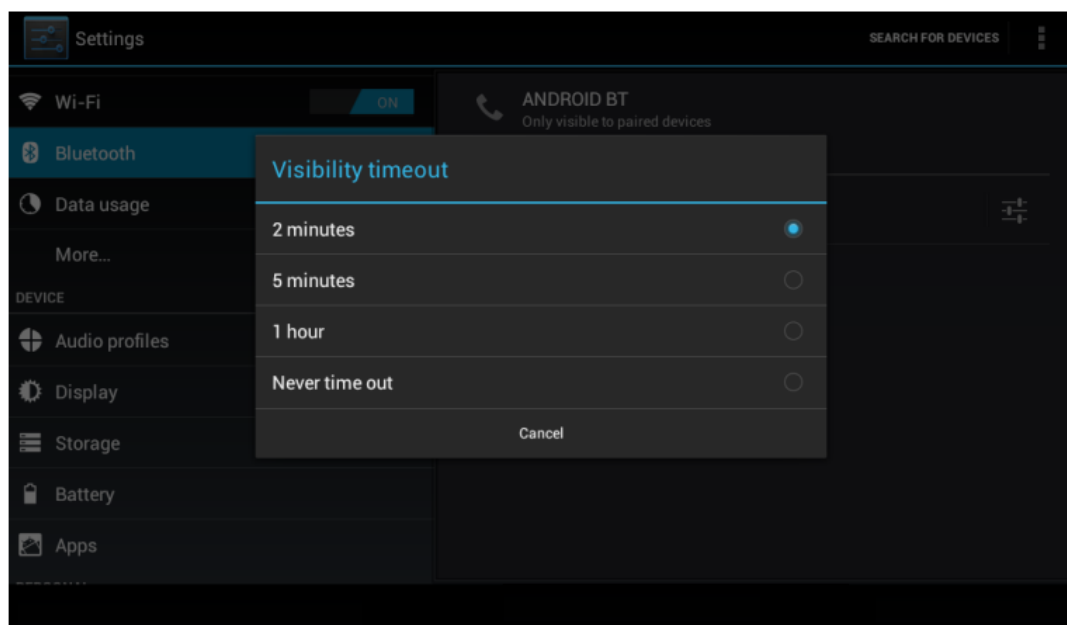 Settings
SEARCH FOR DEVICES
Wi-Fi
ON
ANDROID BT
Only visible to paired devices
Bluetooth
Visibility timeout
Data usage
2 minutes
More...
5 minutes
DEVICE
1 hour
Audio profiles
Never time out
Display
Cancel
Storage
Battery
Apps